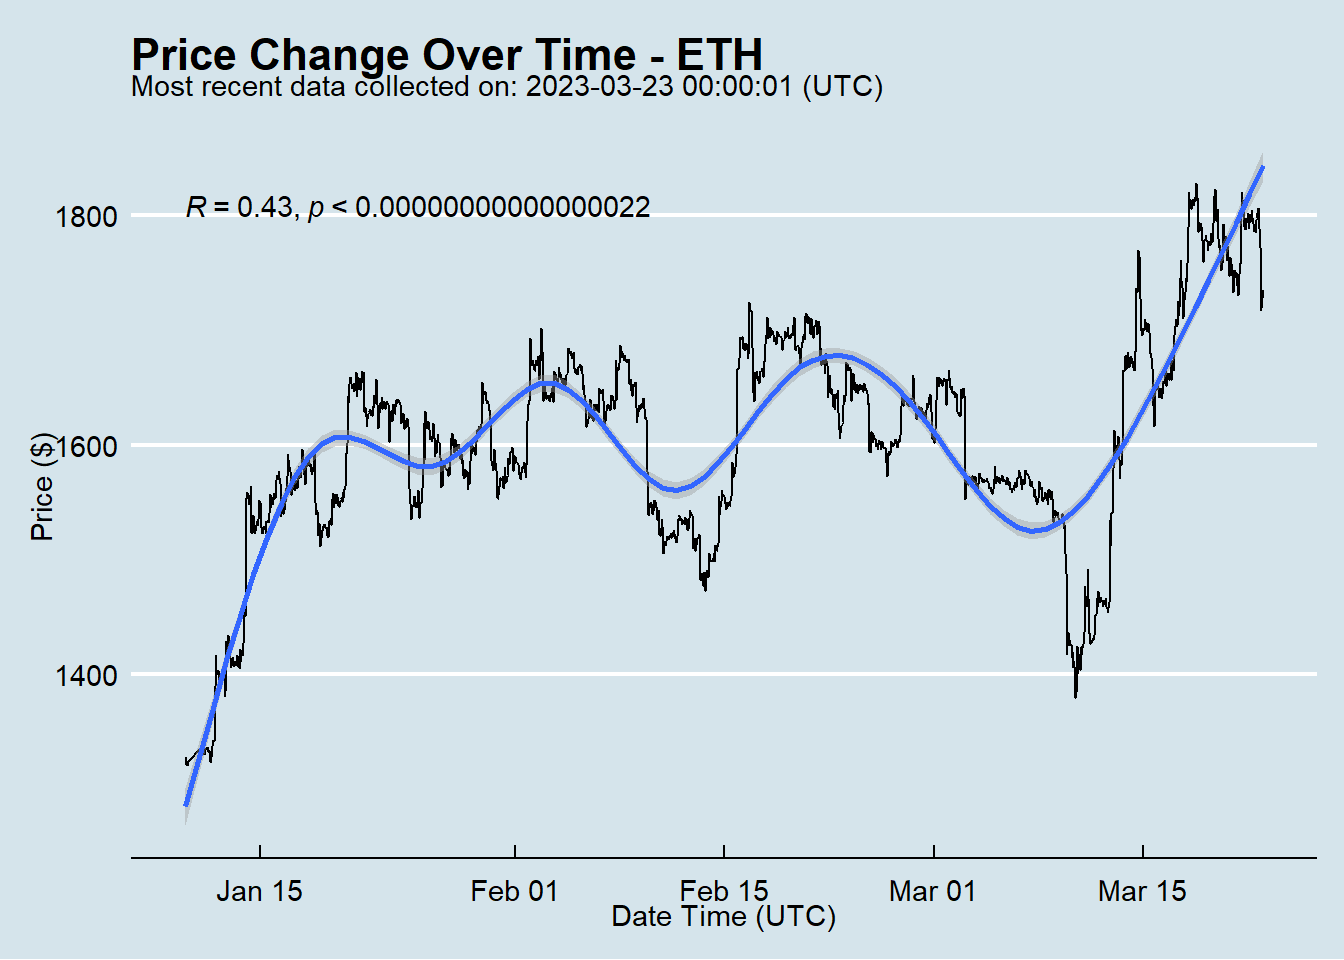 Price Change Over Time - ETH
Most recent data collected on: 2023-03-23 00:00:01 (UTC)
R = 0.43, p < 0.00000000000000022
1800
1600
1400
Price ($)
Jan 15
Feb 01
Feb 15
Mar 01
Mar 15
Date Time (UTC)